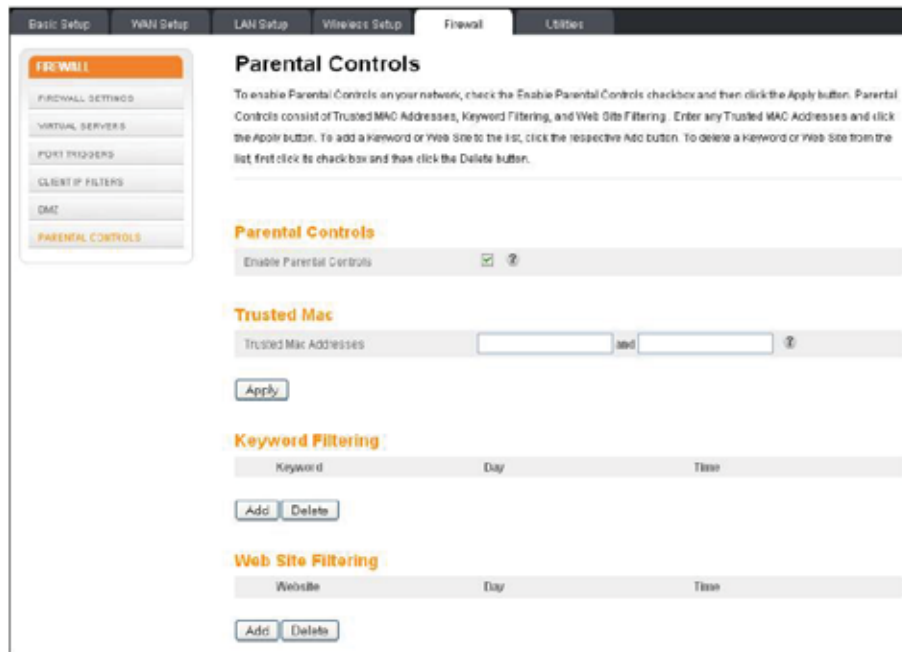 Basic Setup WAN Setup LAN Setup Wireless Setup Firewall Utilities
FIREWALL
FIREWALL SETTINGS
VIRTUAL SERVERS
PORT TRIGGERS
CLIENT IP FILTERS
DMZ
PARENTAL CONTROLS
Parental Controls
To enable Parental Controls on your network, check the Enable Parental Controls checkbox and then click the Apply button. Parental
Controls consist of Trusted MAC Addresses, Keyword Filtering, and Web Site Filtering. Enter any Trusted MAC Addresses and click
the Apply button. To add a Keyword or Web Site to the list, click the respective Add button. To delete a Keyword or Web Site from the
list, first click its check box and then click the Delete button.
Parental Controls
Enable Parental Controls
Trusted Mac
Trusted Mac Addresses and
Apply
Keyword Filtering
Keyword Day Time
Add Delete
Web Site Filtering
Website Day Time
Add Delete